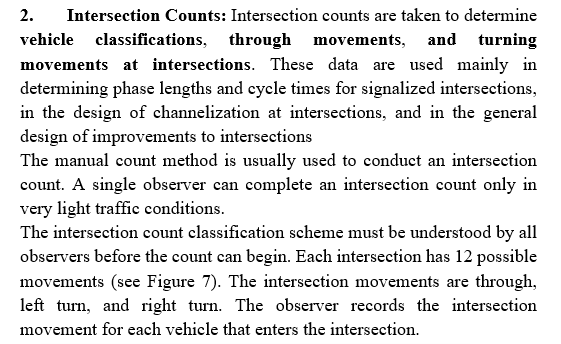 2. Intersection Counts: Intersection counts are taken to determine
vehicle classifications, through movements, and turning
movements at intersections. These data are used mainly in
determining phase lengths and cycle times for signalized intersections,
in the design of channelization at intersections, and in the general
design of improvements to intersections
The manual count method is usually used to conduct an intersection
count. A single observer can complete an intersection count only in
very light traffic conditions.
The intersection count classification scheme must be understood by all
observers before the count can begin. Each intersection has 12 possible
movements (see Figure 7). The intersection movements are through,
left turn, and right turn. The observer records the intersection
movement for each vehicle that enters the intersection.